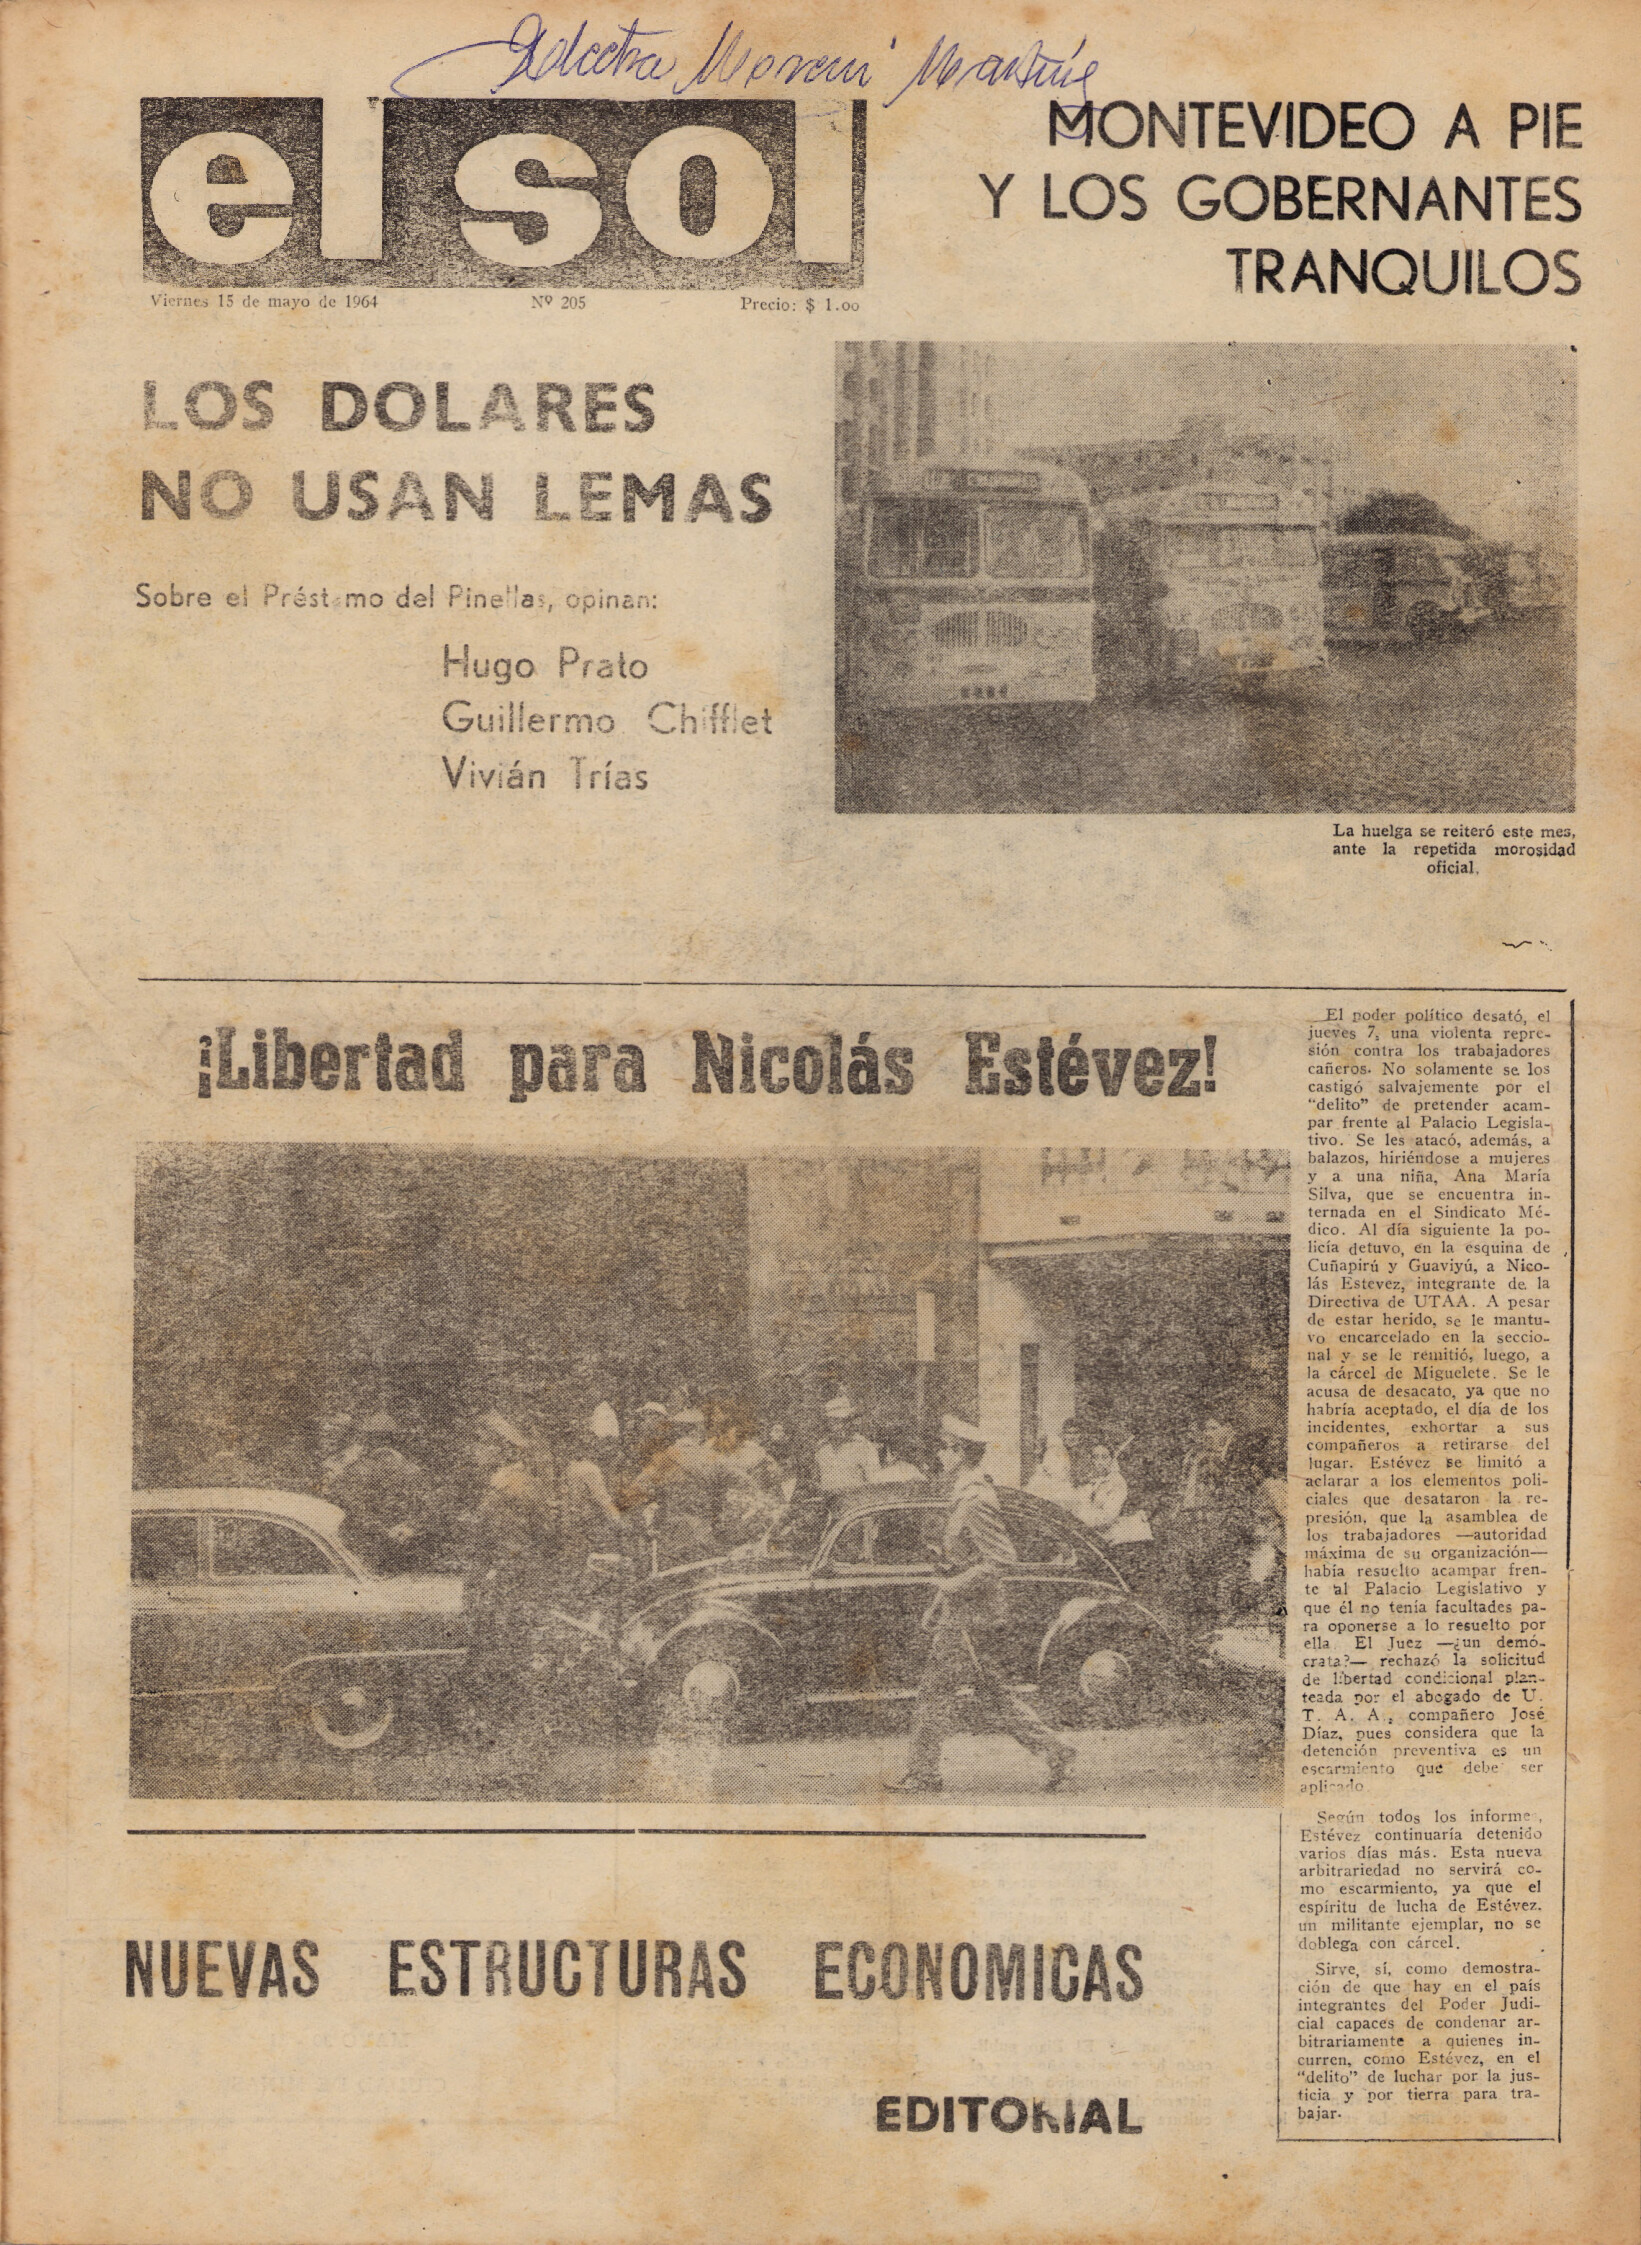 el sol
Viernes 15 de mayo de 1964
Nº 205
Precio: $ 1.oo
MONTEVIDEO A PIE
Y LOS GOBERNANTES
TRANQUILOS
LOS DOLARES
NO USAN LEMAS
Sobre el Préstamo del Pinellas, opinan:
Hugo Prato
Guillermo Chifflet
Vivián Trías
La huelga se reiteró este mes,
ante la repetida morosidad
oficial.
¡Libertad para Nicolás Estévez!
El poder político desató, el
jueves 7, una violenta repre-
sión contra los trabajadores
cañeros. No solamente se los
castigó salvajemente por el
"delito" de pretender acam-
par frente al Palacio Legisla-
tivo. Se les atacó, además, a
balazos, hiriéndose a mujeres
y a una niña, Ana María
Silva, que se encuentra in-
ternada en el Sindicato Mé-
dico. Al día siguiente la po-
licía detuvo, en la esquina de
Cuñapirú y Guaviyú, a Nico-
lás Estevez, integrante de la
Directiva de UTAA. A pesar
de estar herido, se le mantu-
vo encarcelado en la seccio-
nal y se le remitió, luego, a
la cárcel de Miguelete. Se le
acusa de desacato, ya que no
habría aceptado, el día de los
incidentes, exhortar a sus
compañeros a retirarse del
lugar. Estévez se limitó a
aclarar a los elementos poli-
ciales que desataron la re-
presión, que la asamblea de
los trabajadores —autoridad
máxima de su organización—
había resuelto acampar fren-
te al Palacio Legislativo y
que él no tenía facultades pa-
ra oponerse a lo resuelto por
ella. El Juez —¿un demó-
crata?— rechazó la solicitud
de libertad condicional plan-
teada por el abogado de U.
T. A. A., compañero José
Díaz, pues considera que la
detención preventiva es un
escarmiento que debe ser
aplicado
Según todos los informes,
Estévez continuaría detenido
varios días más. Esta nueva
arbitrariedad no servirá co-
mo escarmiento, ya que el
espíritu de lucha de Estévez,
un militante ejemplar, no se
doblega con cárcel.
Sirve, sí, como demostra-
ción de que hay en el país
integrantes del Poder Judi-
cial capaces de condenar ar-
bitrariamente a quienes in-
curren, como Estévez, en el
"delito" de luchar por la jus-
ticia y por tierra para tra-
bajar.
NUEVAS ESTRUCTURAS ECONOMICAS
EDITORIAL